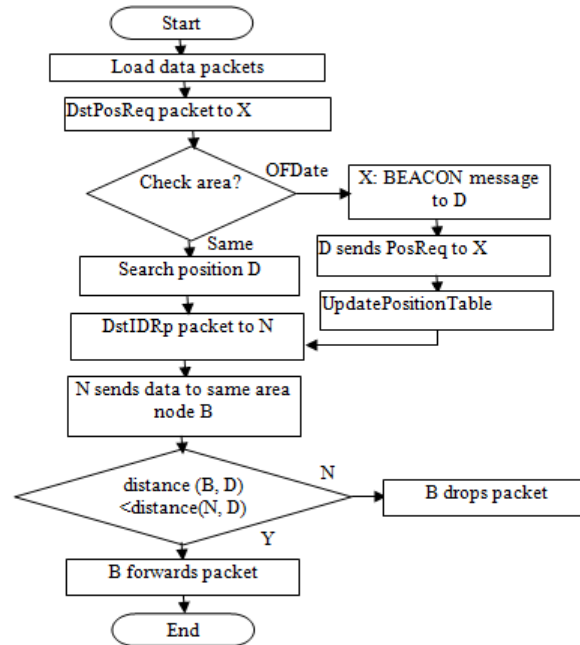 Start
Load data packets
DstPosReq packet to X
Check area?
OFDate
X: BEACON message
to D
D sends PosReq to X
UpdatePositionTable
Same
Search position D
DstIDRp packet to N
N sends data to same area
node B
distance (B, D)
<distance(N, D)
N
B drops packet
Y
B forwards packet
End